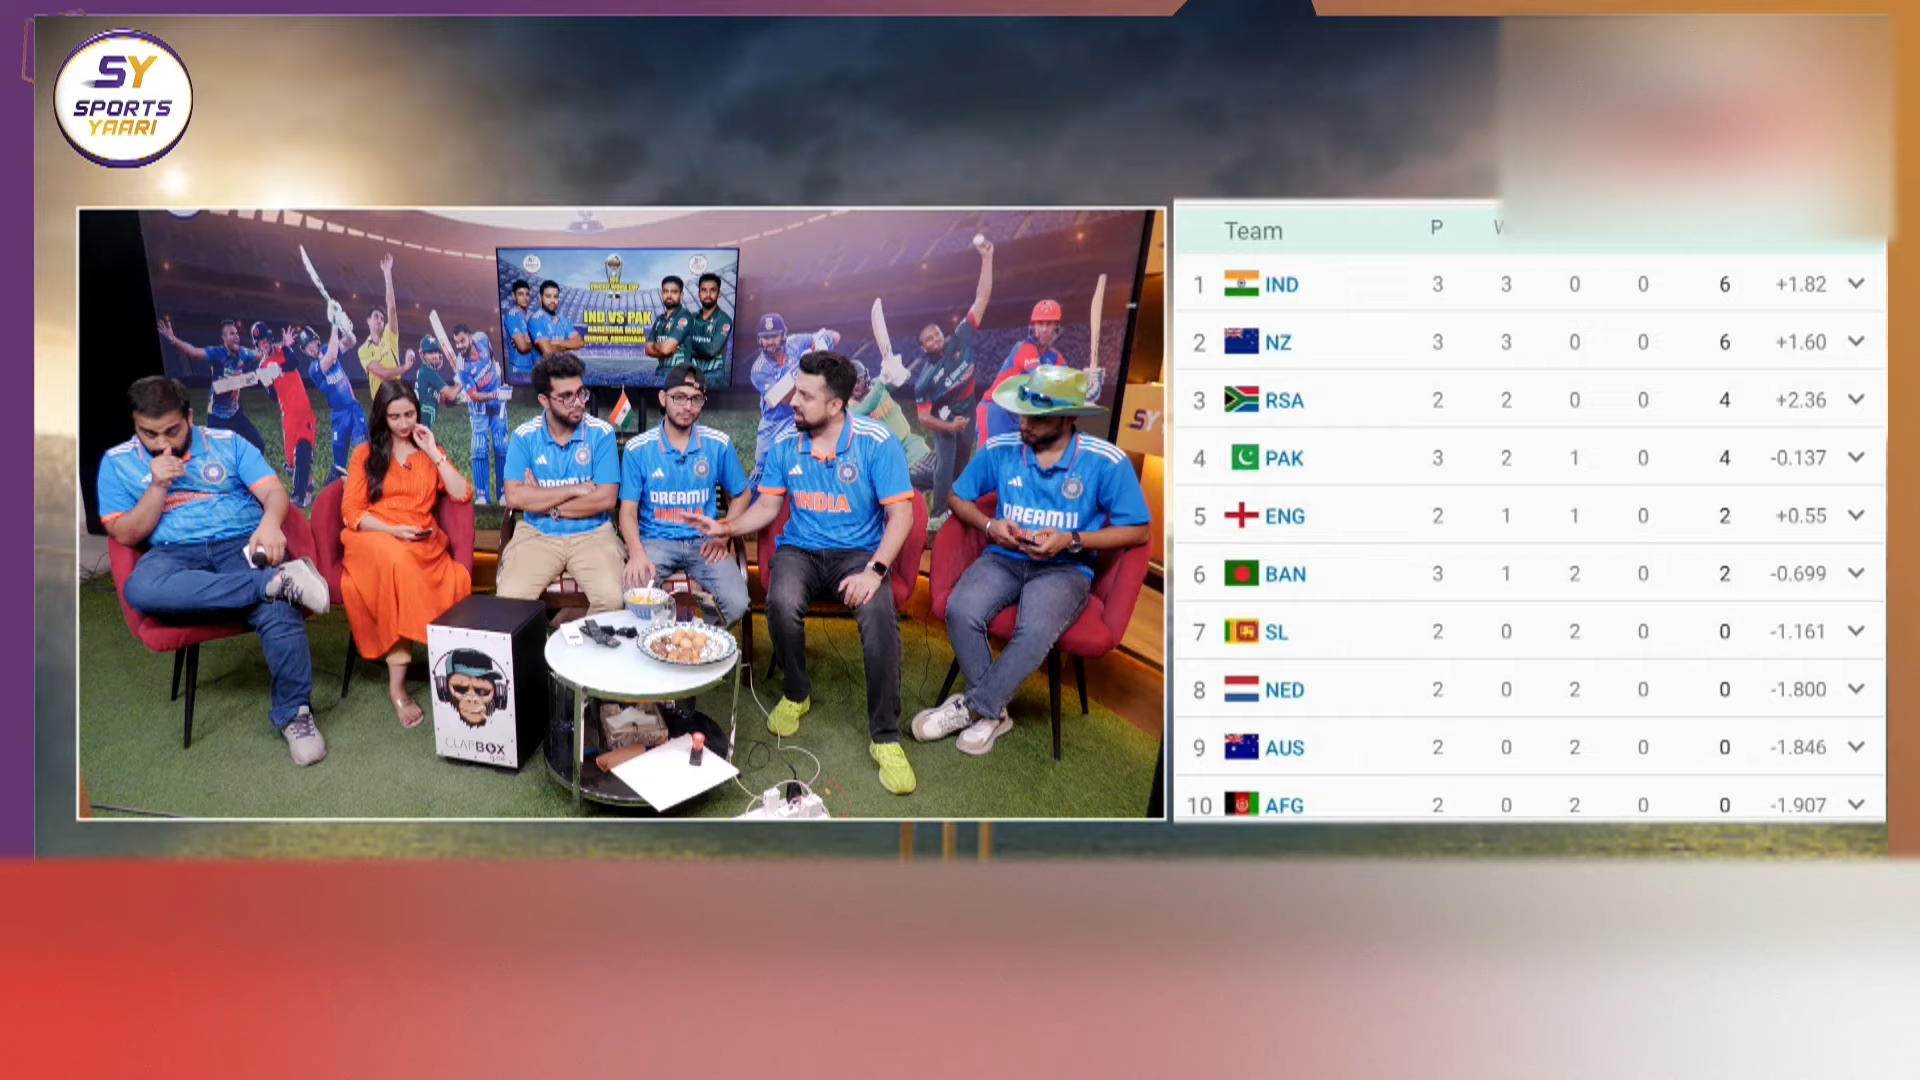 SY
SPORTS
YAARI
IND VS PAK
NARENDRA MODI
DREAM11
INDIA
INDIA
DREAM11
SY
CLAPBOX
Team P
1 IND 3 3 0 0 6 +1.82
2 NZ 3 3 0 0 6 +1.60
3 RSA 2 2 0 0 4 +2.36
4 PAK 3 2 1 0 4 -0.137
5 ENG 2 1 1 0 2 +0.55
6 BAN 3 1 2 0 2 -0.699
7 SL 2 0 2 0 0 -1.161
8 NED 2 0 2 0 0 -1.800
9 AUS 2 0 2 0 0 -1.846
10 AFG 2 0 2 0 0 -1.907